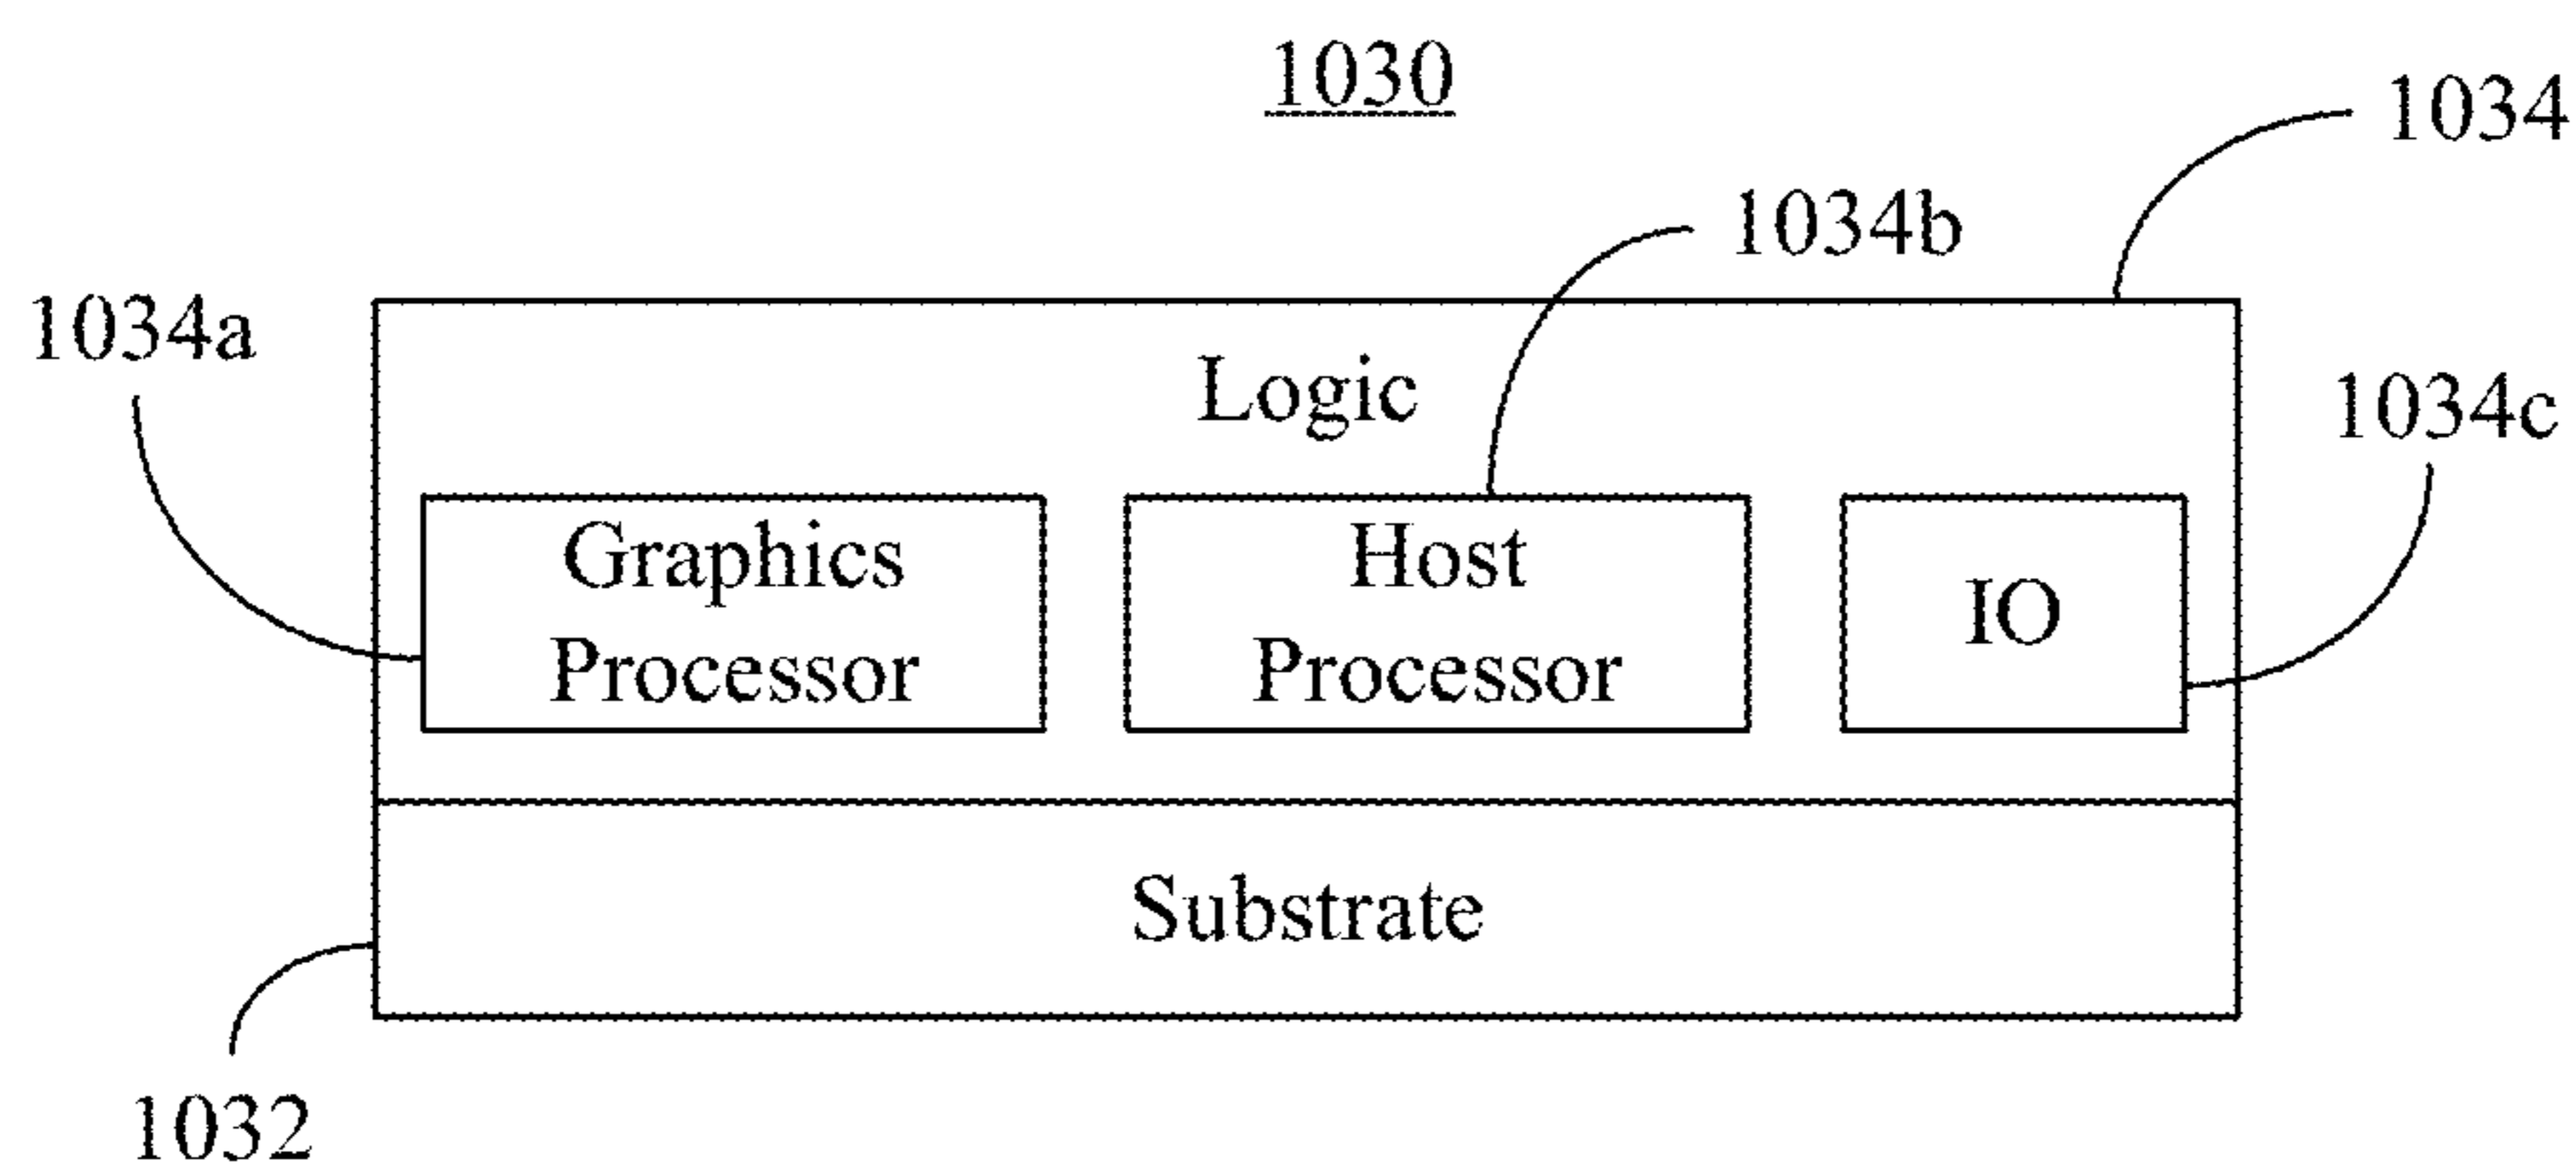 1030
1034
1034b
1034a
Logic
1034c
Graphics
Processor
Host
Processor
IO
Substrate
1032